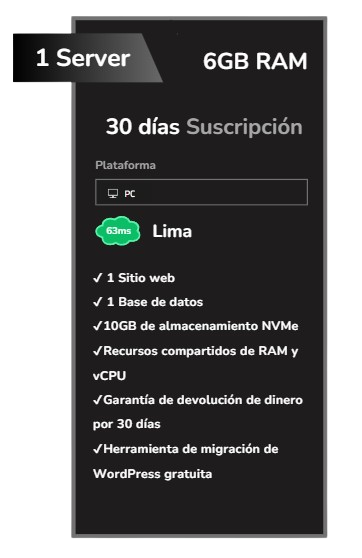 1 Server
6GB RAM
30 días Suscripción
Plataforma
PC
63ms Lima
✓ 1 Sitio web
✓ 1 Base de datos
✓10GB de almacenamiento NVMe
✓Recursos compartidos de RAM y
vCPU
✓Garantía de devolución de dinero
por 30 días
✓Herramienta de migración de
WordPress gratuita